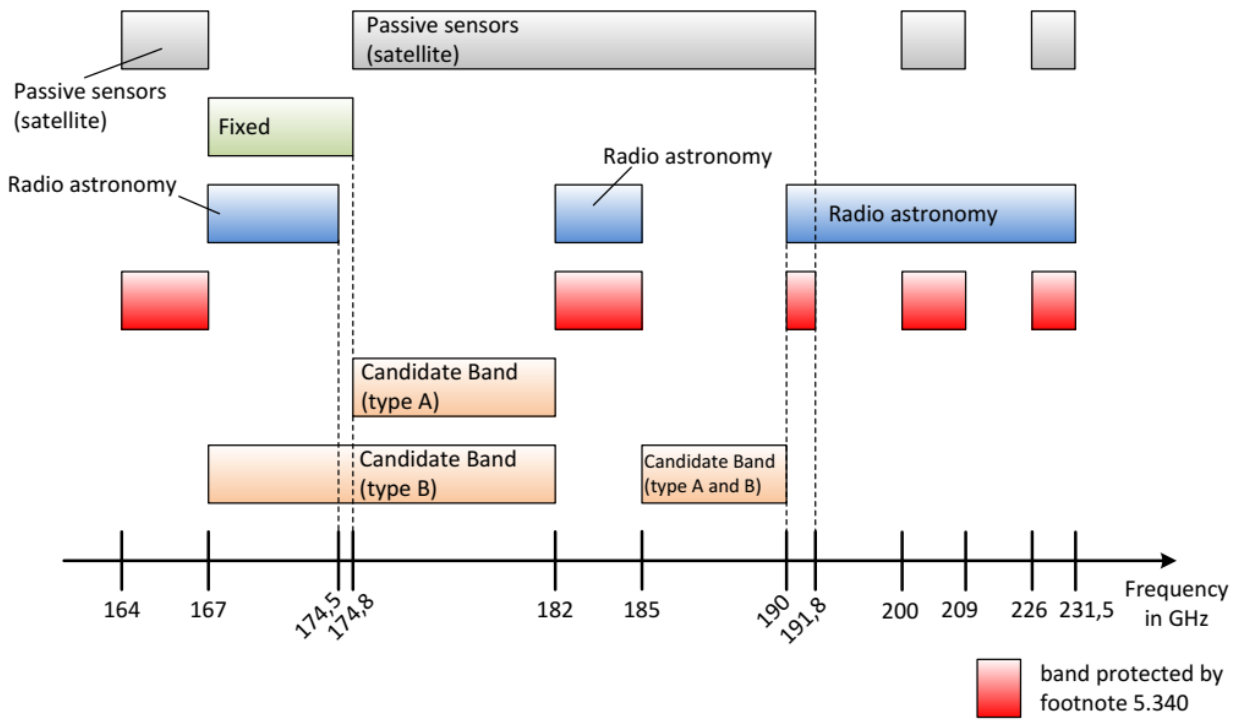 Passive sensors
(satellite)
Passive sensors
(satellite)
Fixed
Radio astronomy
Radio astronomy
Radio astronomy
Candidate Band
(type A)
Candidate Band
(type B)
Candidate Band
(type A and B)
164
167
174,5
174,8
182
185
190
191,8
200
209
226
231,5
Frequency
in GHz
band protected by
footnote 5.340